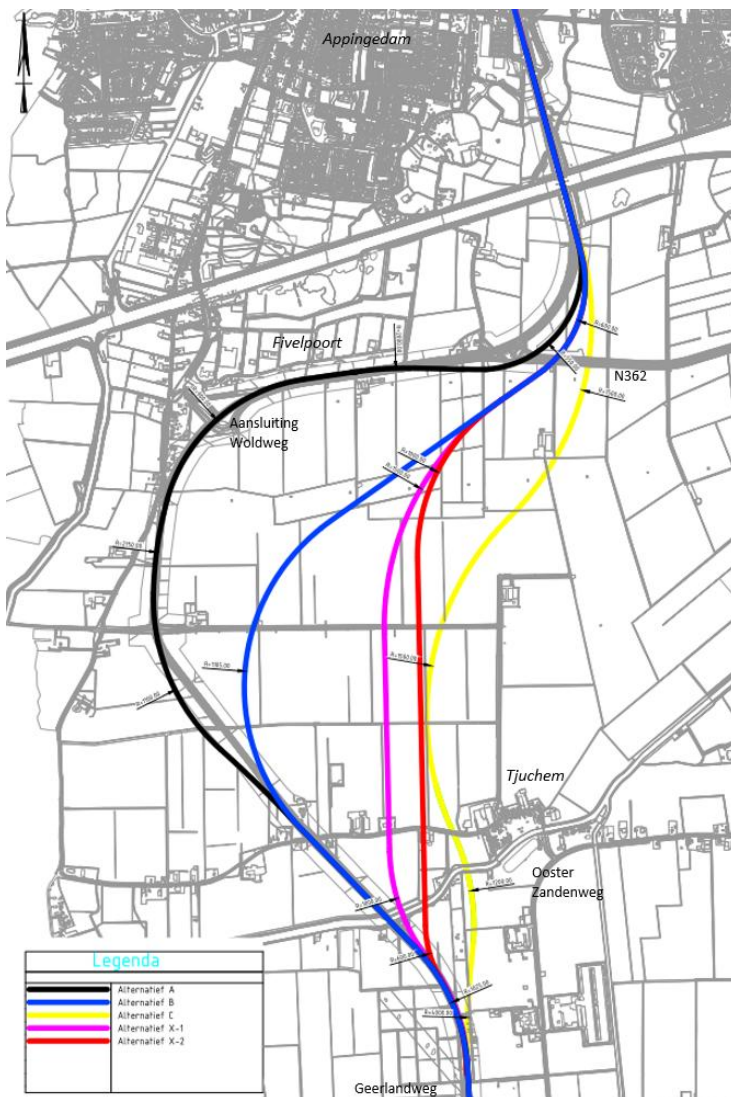 Appingedam
Fivelpoort
N362
Aansluiting
Woldweg
Tjuchem
Ooster
Zandenweg
Legenda
Alternatief A
Alternatief B
Alternatief C
Alternatief X-1
Alternatief X-2
Geerlandweg